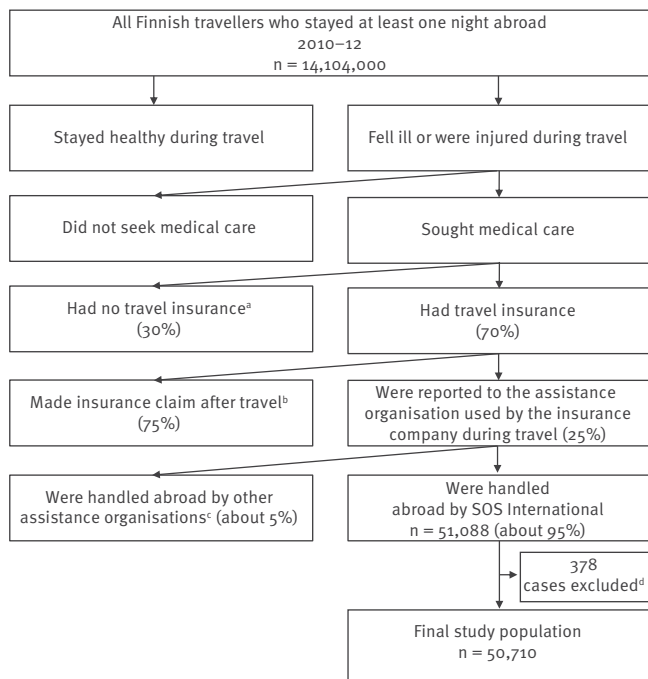 All Finnish travellers who stayed at least one night abroad
2010–12
n = 14,104,000
Stayed healthy during travel
Fell ill or were injured during travel
Did not seek medical care
Sought medical care
Had no travel insuranceᵃ
(30%)
Had travel insurance
(70%)
Made insurance claim after travelᵇ
(75%)
Were reported to the assistance
organisation used by the insurance
company during travel (25%)
Were handled abroad by other
assistance organisationsᶜ (about 5%)
Were handled
abroad by SOS International
n = 51,088 (about 95%)
378
cases excludedᵈ
Final study population
n = 50,710